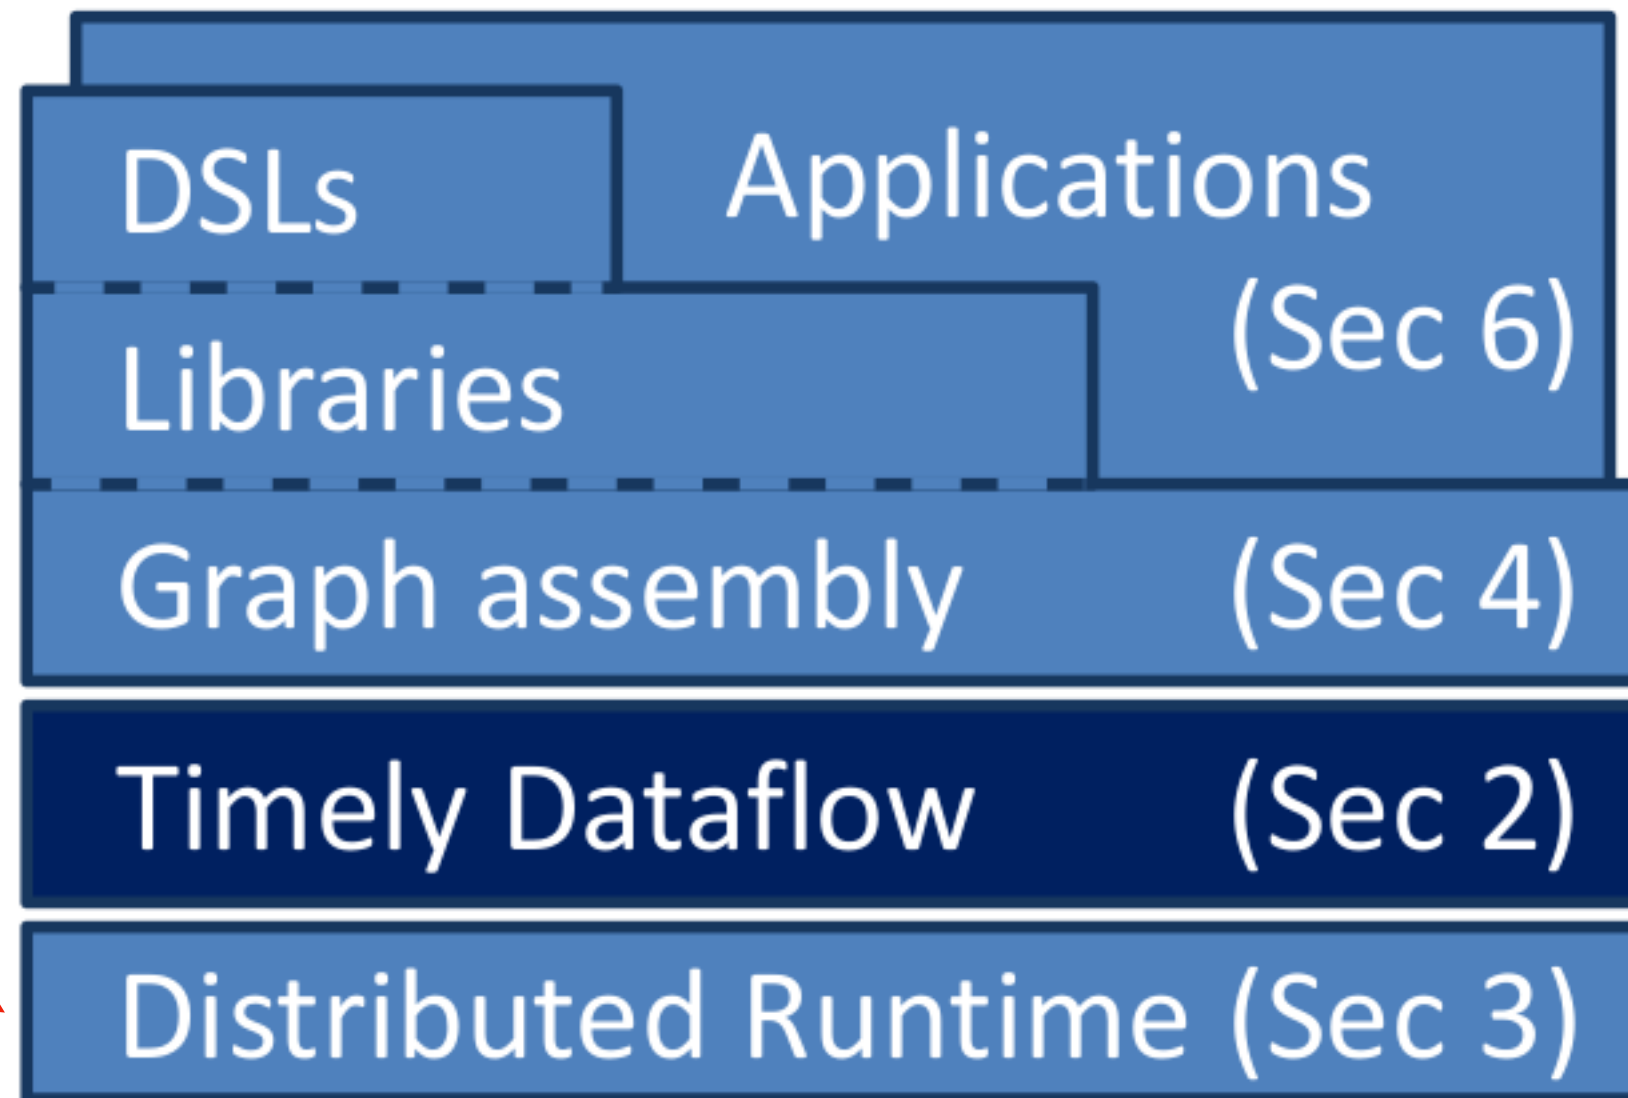 DSLs
Applications
(Sec 6)
Libraries
Graph assembly (Sec 4)
Timely Dataflow (Sec 2)
Distributed Runtime (Sec 3)